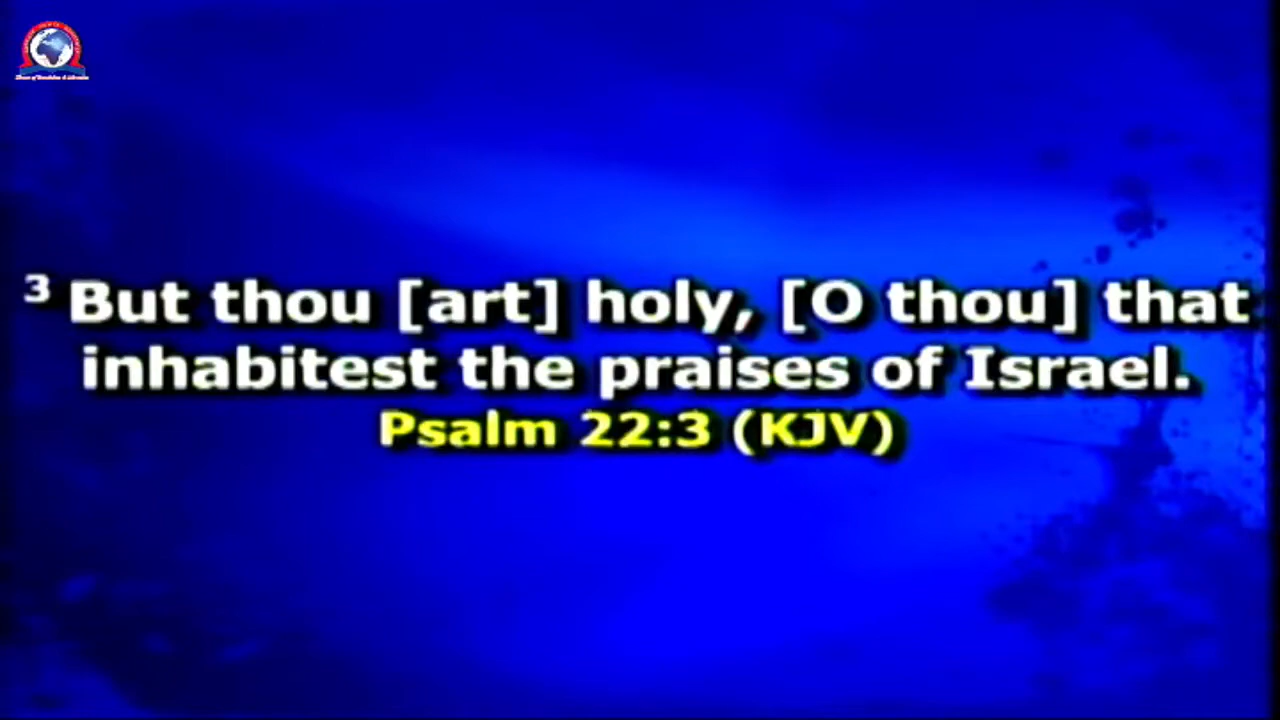 3 But thou [art] holy, [O thou] that
inhabitest the praises of Israel.
Psalm 22:3 (KJV)